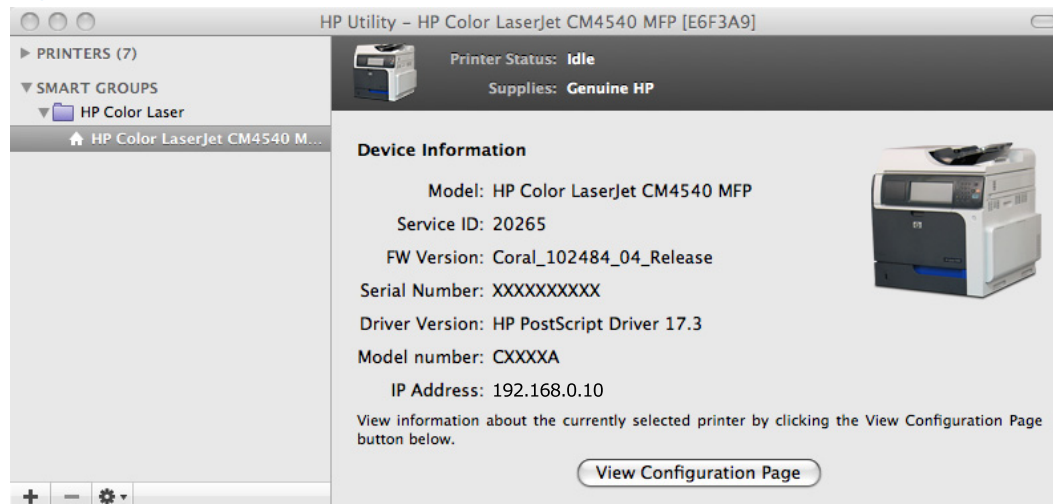 HP Utility – HP Color LaserJet CM4540 MFP [E6F3A9]
PRINTERS (7)
SMART GROUPS
HP Color Laser
HP Color LaserJet CM4540 M...
Printer Status: Idle
Supplies: Genuine HP
Device Information
Model: HP Color LaserJet CM4540 MFP
Service ID: 20265
FW Version: Coral_102484_04_Release
Serial Number: XXXXXXXXXX
Driver Version: HP PostScript Driver 17.3
Model number: CXXXXA
IP Address: 192.168.0.10
View information about the currently selected printer by clicking the View Configuration Page
button below.
View Configuration Page